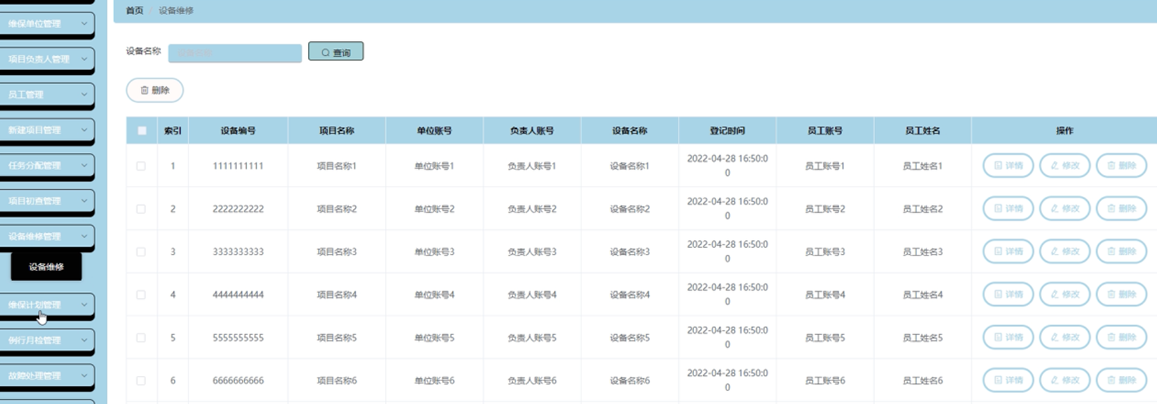 首页 设备维修
维保单位管理
项目负责人管理
员工管理
新建项目管理
任务分配管理
项目初查管理
设备维修管理
设备维修
维保计划管理
例行月检管理
故障处理管理
设备名称 设备名称 查询
删除
索引 设备编号 项目名称 单位账号 负责人账号 设备名称 登记时间 员工账号 员工姓名 操作
1 1111111111 项目名称1 单位账号1 负责人账号1 设备名称1 2022-04-28 16:50:0 员工账号1 员工姓名1 详情 修改 删除
0
2 2222222222 项目名称2 单位账号2 负责人账号2 设备名称2 2022-04-28 16:50:0 员工账号2 员工姓名2 详情 修改 删除
0
3 3333333333 项目名称3 单位账号3 负责人账号3 设备名称3 2022-04-28 16:50:0 员工账号3 员工姓名3 详情 修改 删除
0
4 4444444444 项目名称4 单位账号4 负责人账号4 设备名称4 2022-04-28 16:50:0 员工账号4 员工姓名4 详情 修改 删除
0
5 5555555555 项目名称5 单位账号5 负责人账号5 设备名称5 2022-04-28 16:50:0 员工账号5 员工姓名5 详情 修改 删除
0
6 6666666666 项目名称6 单位账号6 负责人账号6 设备名称6 2022-04-28 16:50:0 员工账号6 员工姓名6 详情 修改 删除
0